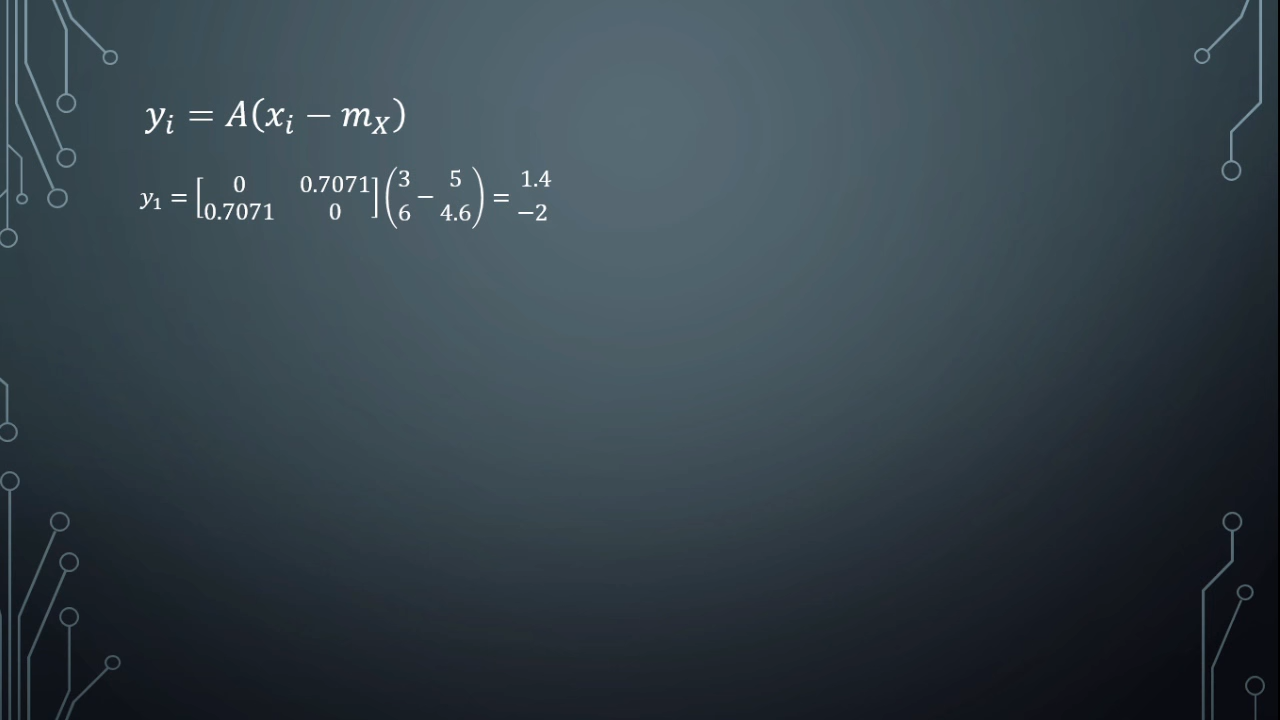 yᵢ = A(xᵢ − m_X)
y₁ = [0 0.7071; 0.7071 0] (3 6 − 5 4.6) = 1.4 −2